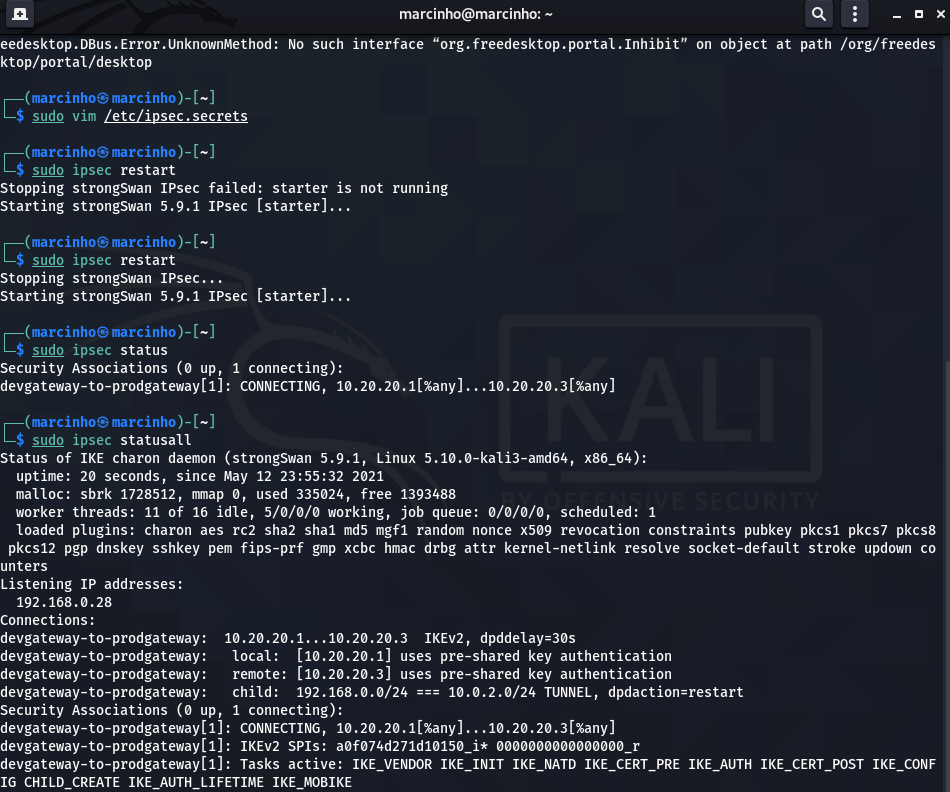 marcinho@marcinho: ~
eedesktop.DBus.Error.UnknownMethod: No such interface “org.freedesktop.portal.Inhibit” on object at path /org/freedes
ktop/portal/desktop
┌──(marcinho㉿marcinho)-[~]
└─$ sudo vim /etc/ipsec.secrets
┌──(marcinho㉿marcinho)-[~]
└─$ sudo ipsec restart
Stopping strongSwan IPsec failed: starter is not running
Starting strongSwan 5.9.1 IPsec [starter]...
┌──(marcinho㉿marcinho)-[~]
└─$ sudo ipsec restart
Stopping strongSwan IPsec...
Starting strongSwan 5.9.1 IPsec [starter]...
┌──(marcinho㉿marcinho)-[~]
└─$ sudo ipsec status
Security Associations (0 up, 1 connecting):
devgateway-to-prodgateway[1]: CONNECTING, 10.20.20.1[%any]...10.20.20.3[%any]
┌──(marcinho㉿marcinho)-[~]
└─$ sudo ipsec statusall
Status of IKE charon daemon (strongSwan 5.9.1, Linux 5.10.0-kali3-amd64, x86_64):
  uptime: 20 seconds, since May 12 23:55:32 2021
  malloc: sbrk 1728512, mmap 0, used 335024, free 1393488
  worker threads: 11 of 16 idle, 5/0/0/0 working, job queue: 0/0/0/0, scheduled: 1
  loaded plugins: charon aes rc2 sha2 sha1 md5 mgf1 random nonce x509 revocation constraints pubkey pkcs1 pkcs7 pkcs8
 pkcs12 pgp dnskey sshkey pem fips-prf gmp xcbc hmac drbg attr kernel-netlink resolve socket-default stroke updown co
unters
Listening IP addresses:
  192.168.0.28
Connections:
devgateway-to-prodgateway:  10.20.20.1...10.20.20.3  IKEv2, dpddelay=30s
devgateway-to-prodgateway:   local:  [10.20.20.1] uses pre-shared key authentication
devgateway-to-prodgateway:   remote: [10.20.20.3] uses pre-shared key authentication
devgateway-to-prodgateway:   child:  192.168.0.0/24 === 10.0.2.0/24 TUNNEL, dpdaction=restart
Security Associations (0 up, 1 connecting):
devgateway-to-prodgateway[1]: CONNECTING, 10.20.20.1[%any]...10.20.20.3[%any]
devgateway-to-prodgateway[1]: IKEv2 SPIs: a0f074d271d10150_i* 0000000000000000_r
devgateway-to-prodgateway[1]: Tasks active: IKE_VENDOR IKE_INIT IKE_NATD IKE_CERT_PRE IKE_AUTH IKE_CERT_POST IKE_CONF
IG CHILD_CREATE IKE_AUTH_LIFETIME IKE_MOBIKE
KALI
BY OFFENSIVE SECURITY